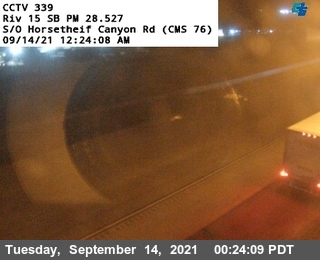 CCTV 339
Riv 15 SB PM 28.527
S/O Horsetheif Canyon Rd (CMS 76)
09/14/21 12:24:08 AM
Tuesday, September 14, 2021 00:24:09 PDT